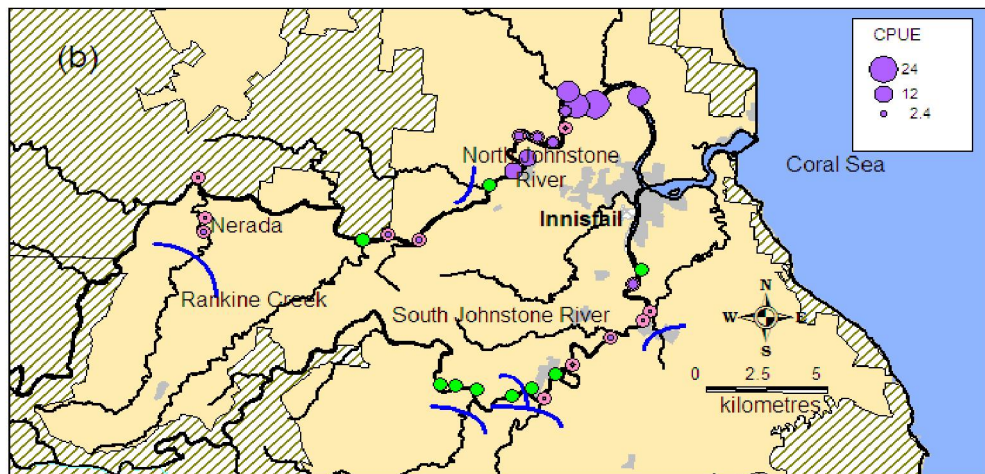 (b)
CPUE
24
12
2.4
North Johnstone
River
Coral Sea
Innisfail
Nerada
Rankine Creek
South Johnstone River
N
W E
S
0 2.5 5
kilometres